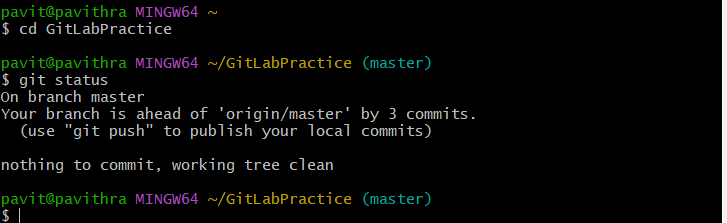 pavit@pavithra MINGW64 ~
$ cd GitLabPractice
pavit@pavithra MINGW64 ~/GitLabPractice (master)
$ git status
On branch master
Your branch is ahead of 'origin/master' by 3 commits.
  (use "git push" to publish your local commits)
nothing to commit, working tree clean
pavit@pavithra MINGW64 ~/GitLabPractice (master)
$